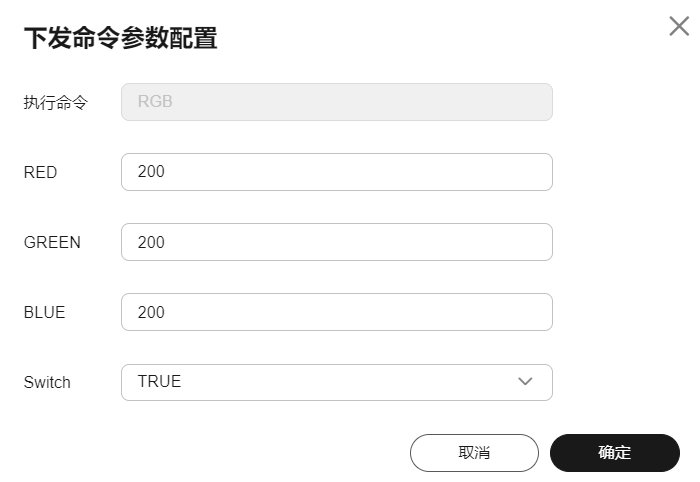 下发命令参数配置
执行命令 RGB
RED 200
GREEN 200
BLUE 200
Switch TRUE
取消 确定